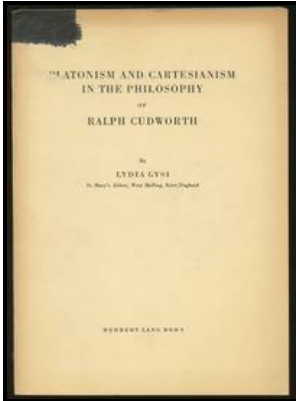 PLATONISM AND CARTESIANISM
IN THE PHILOSOPHY
OF
RALPH CUDWORTH
By
LYDIA GYSI
St. Mary's Abbey, West Malling, Kent/England
HERBERT LANG BERN